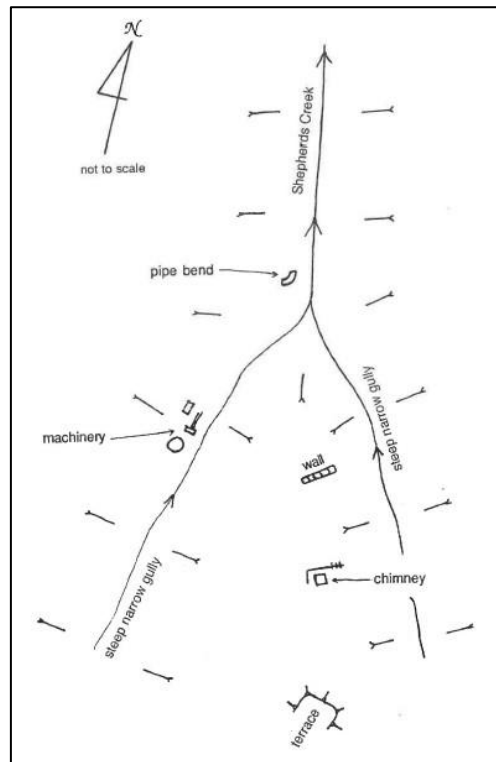 N
not to scale
Shepherds Creek
pipe bend
steep narrow gully
machinery
wall
chimney
steep narrow gully
terrace